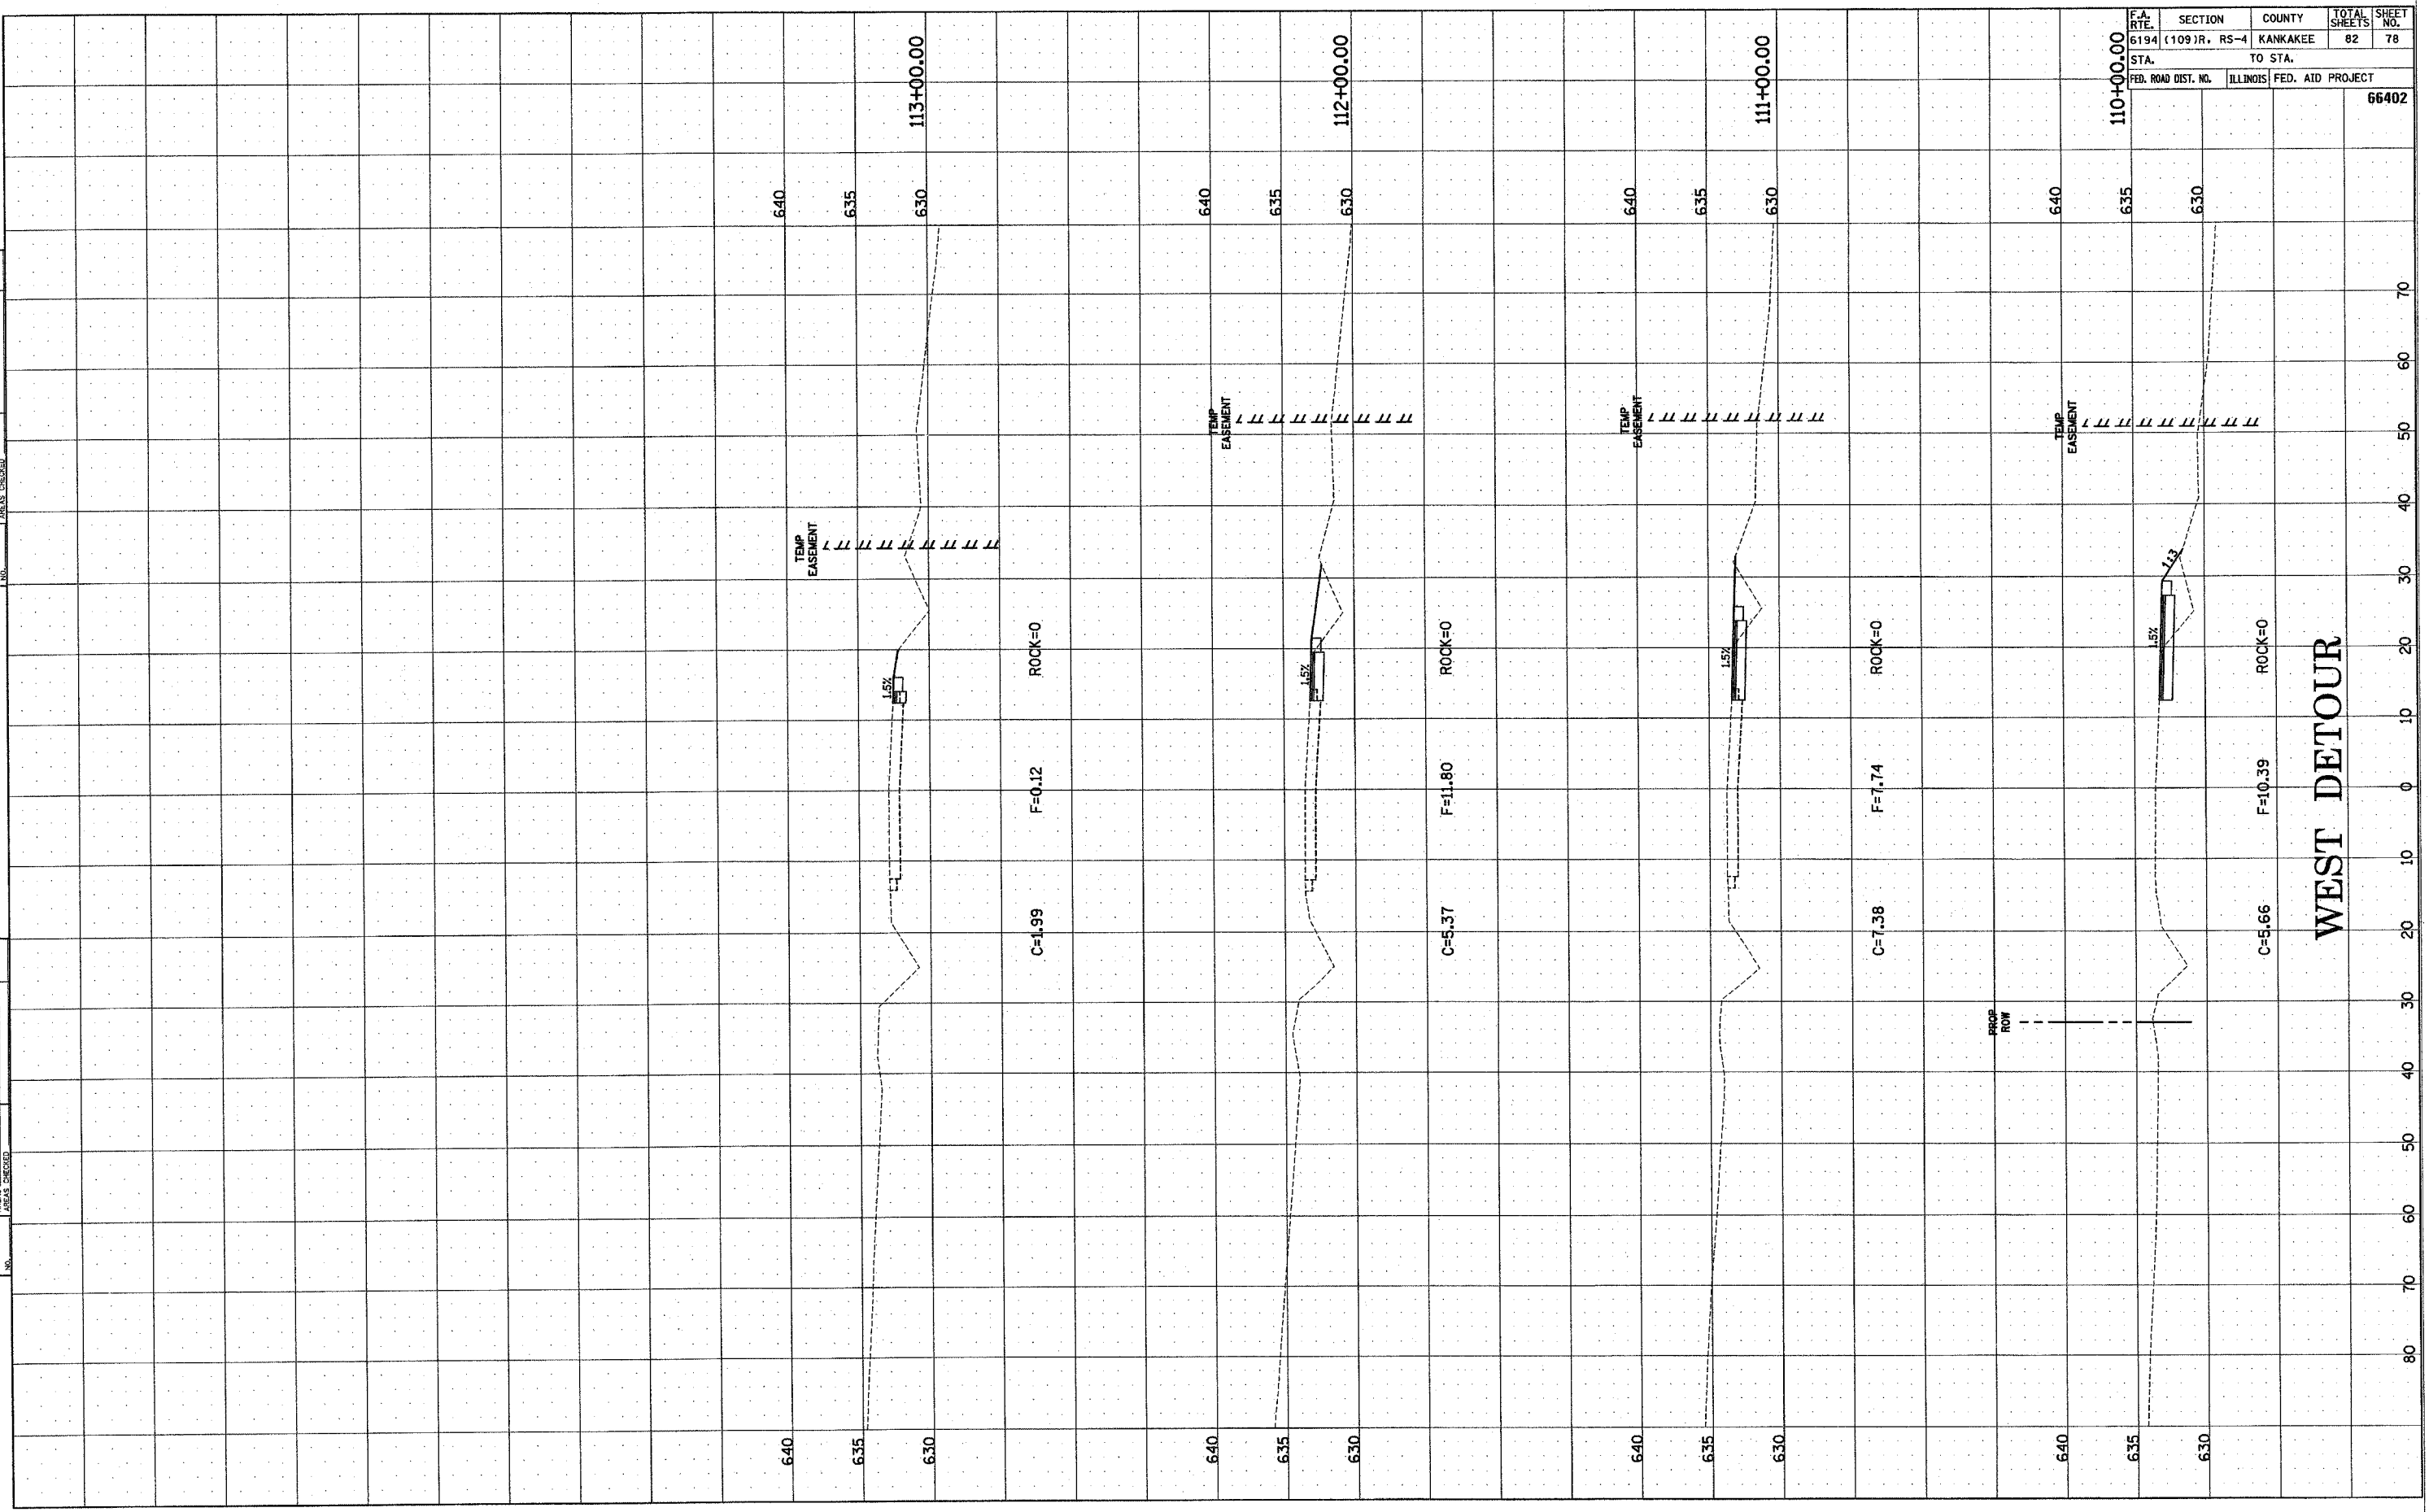 F.A. RTE. SECTION COUNTY TOTAL SHEETS SHEET NO.
6194 (109)R. RS-4 KANKAKEE 82 78
STA. TO STA.
FED. ROAD DIST. NO. ILLINOIS FED. AID PROJECT
66402
113+00.00
640 635 630
TEMP EASEMENT
1.5%
C=1.99 F=0.12 ROCK=0
640 635 630
112+00.00
640 635 630
TEMP EASEMENT
1.5%
C=5.37 F=11.80 ROCK=0
640 635 630
111+00.00
640 635 630
TEMP EASEMENT
1.5%
C=7.38 F=7.74 ROCK=0
640 635 630
110+00.00
640 635 630
TEMP EASEMENT
1:3
1.5%
PROP ROW
C=5.66 F=10.39 ROCK=0
640 635 630
WEST DETOUR
80 70 60 50 40 30 20 10 0 10 20 30 40 50 60 70
AREAS CHECKED
NO.
AREAS CHECKED
NO.